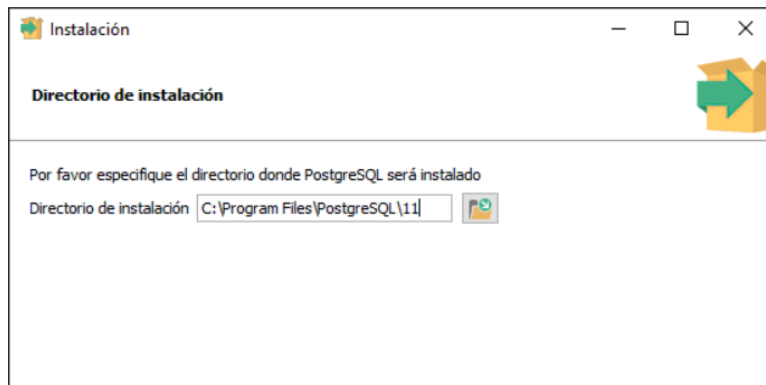 Instalación
Directorio de instalación
Por favor especifique el directorio donde PostgreSQL será instalado
Directorio de instalación C:\Program Files\PostgreSQL\11